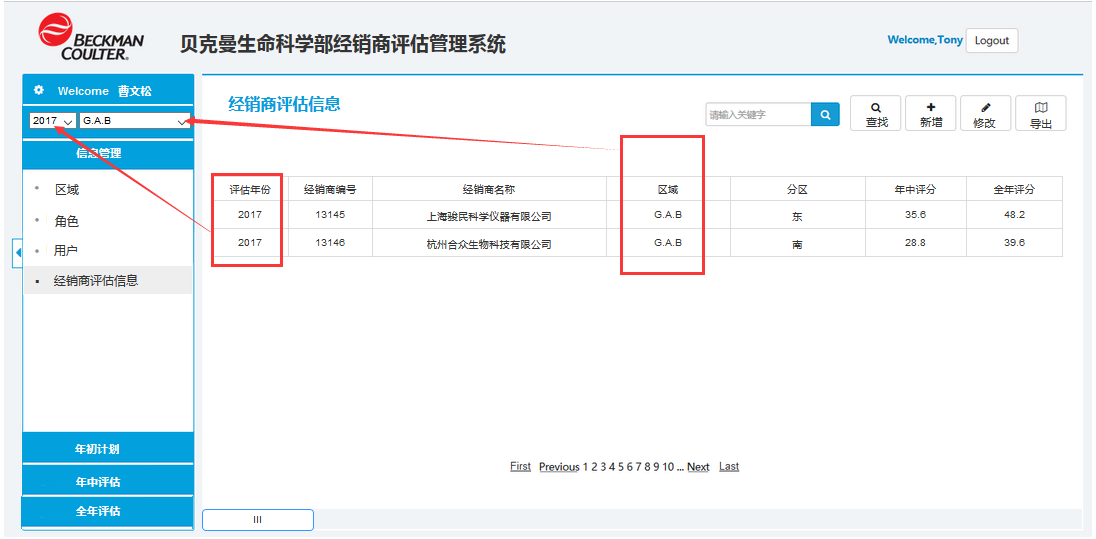 BECKMAN
COULTER®
贝克曼生命科学部经销商评估管理系统
Welcome,Tony Logout
Welcome 曹文松
2017 G.A.B
信息管理
区域
角色
用户
经销商评估信息
年初计划
年中评估
全年评估
经销商评估信息
请输入关键字 查找 新增 修改 导出
评估年份 经销商编号 经销商名称 区域 分区 年中评分 全年评分
2017 13145 上海骏民科学仪器有限公司 G.A.B 东 35.6 48.2
2017 13146 杭州合众生物科技有限公司 G.A.B 南 28.8 39.6
First Previous 1 2 3 4 5 6 7 8 9 10 ... Next Last
III